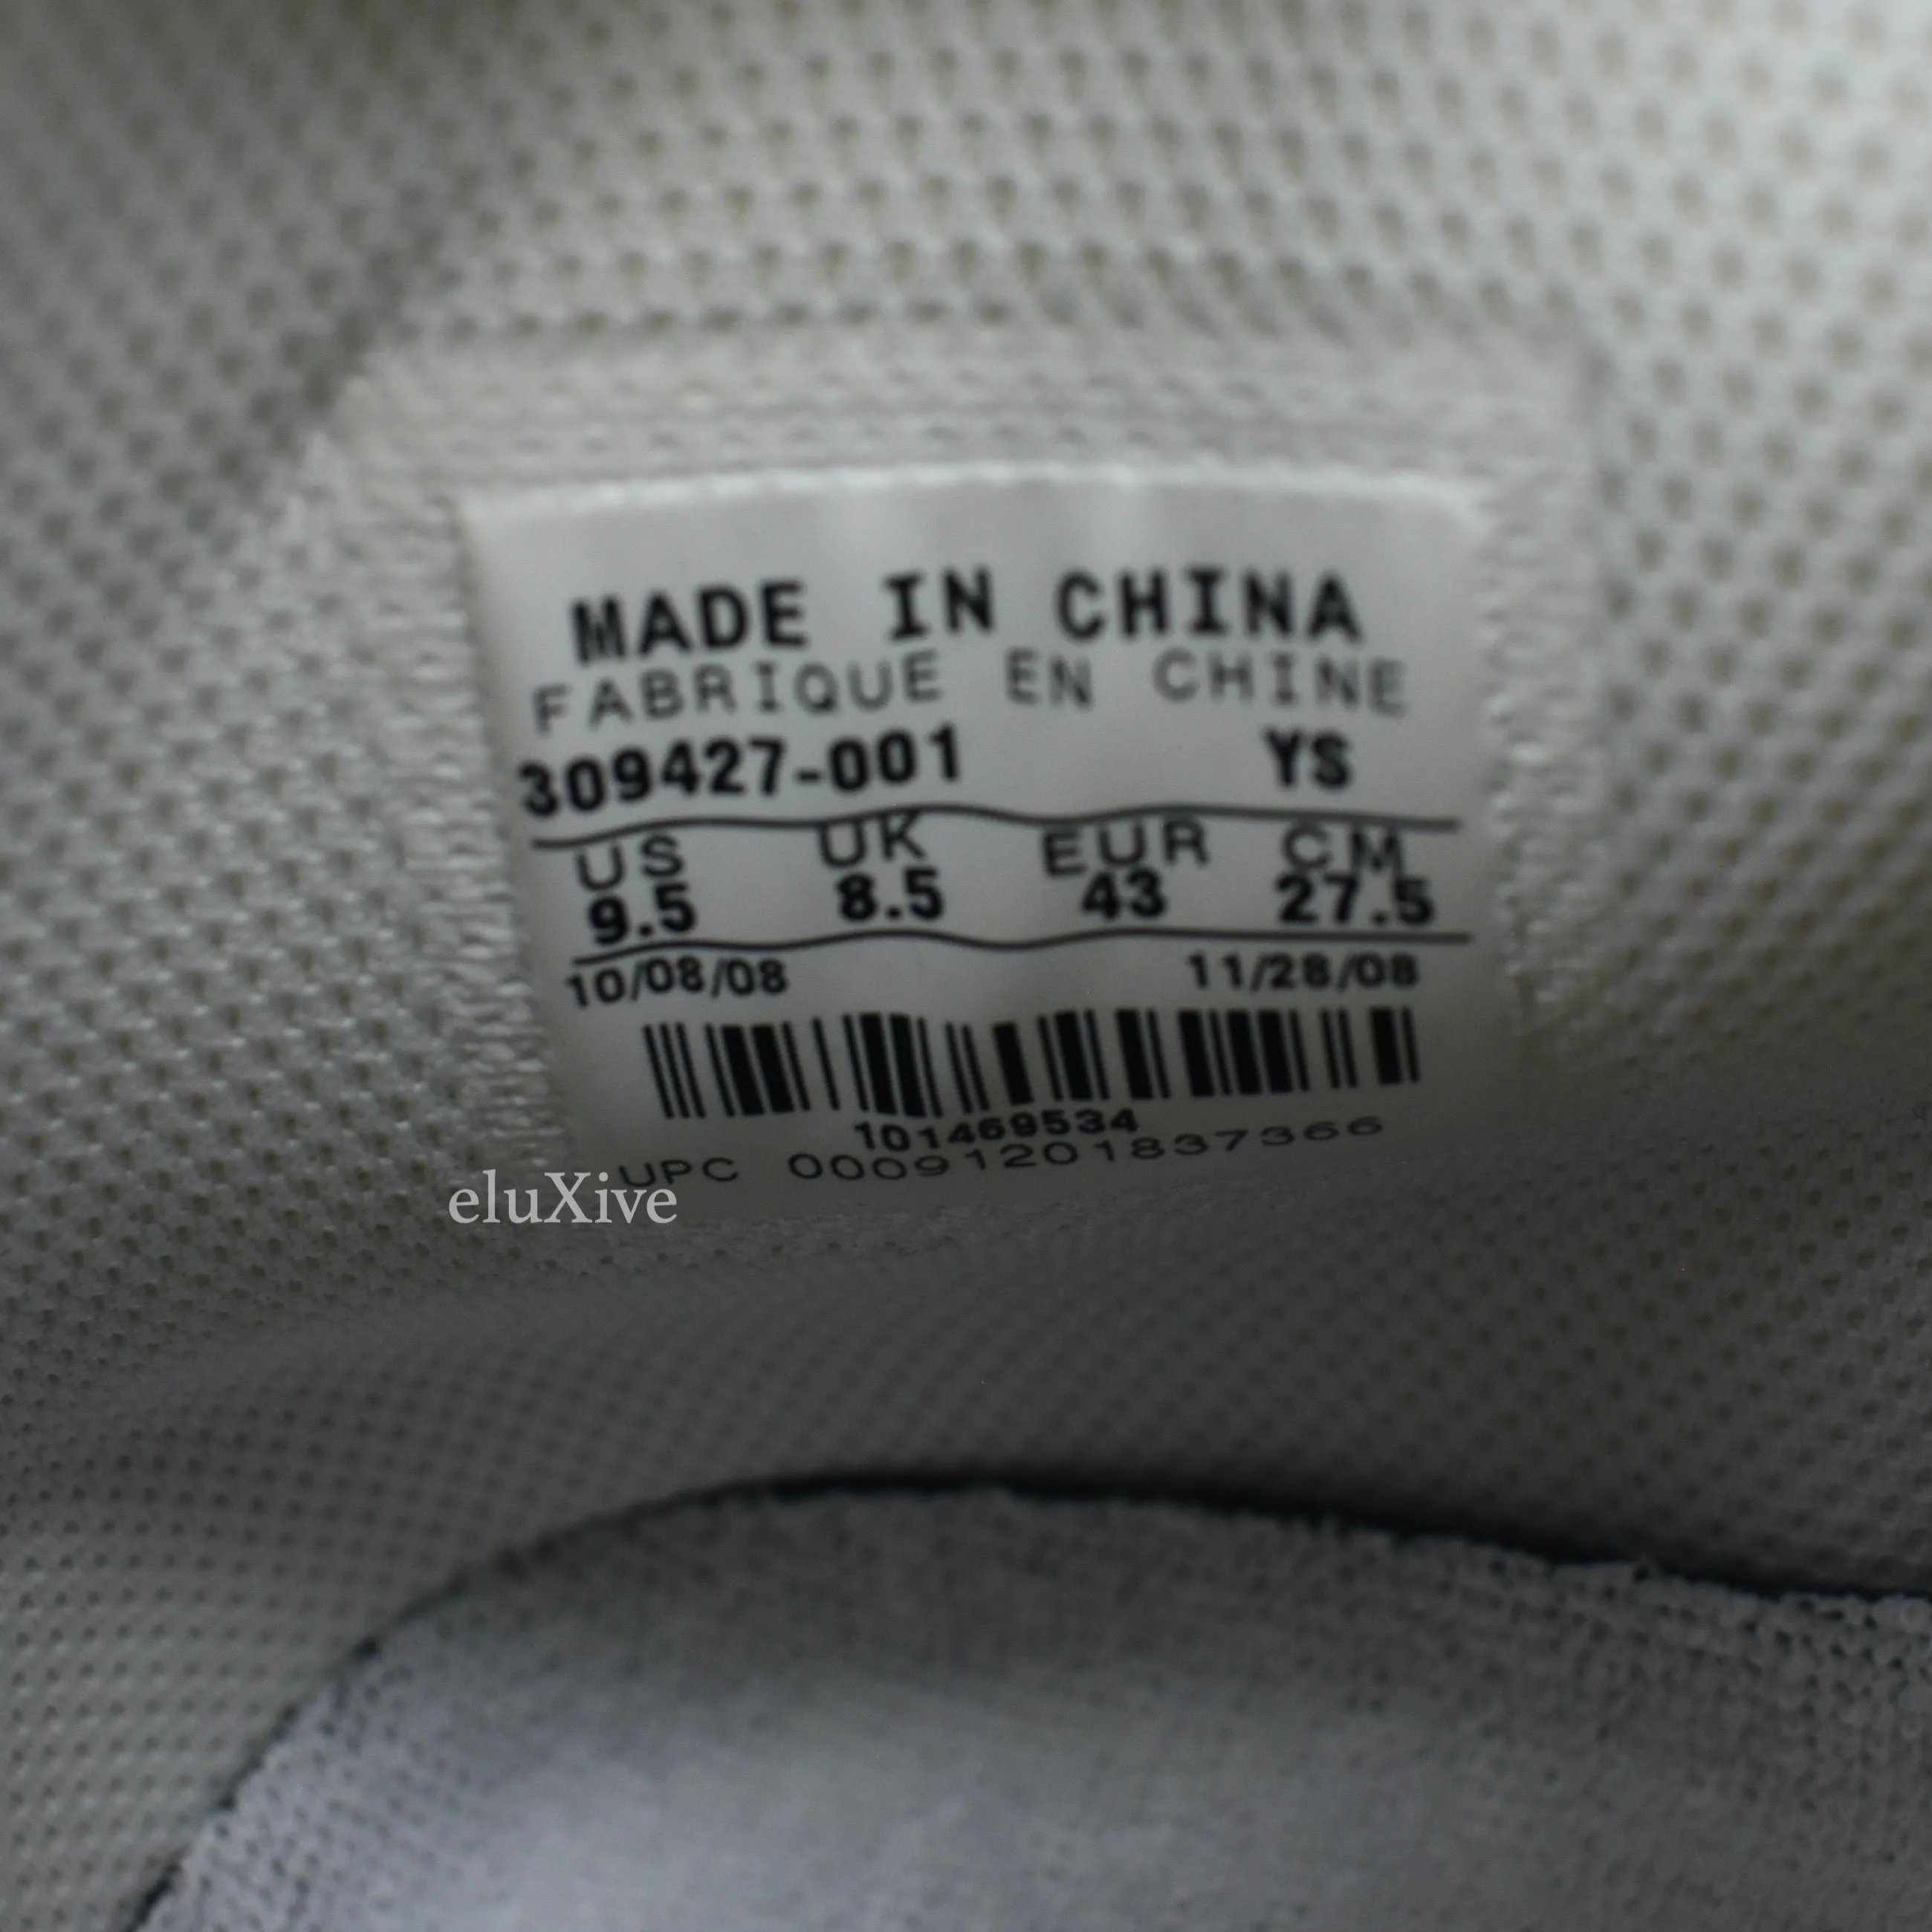 MADE IN CHINA
FABRIQUE EN CHINE
309427-001 YS
US UK EUR CM
9.5 8.5 43 27.5
10/08/08 11/28/08
101469534
UPC 00091201837366
eluXive